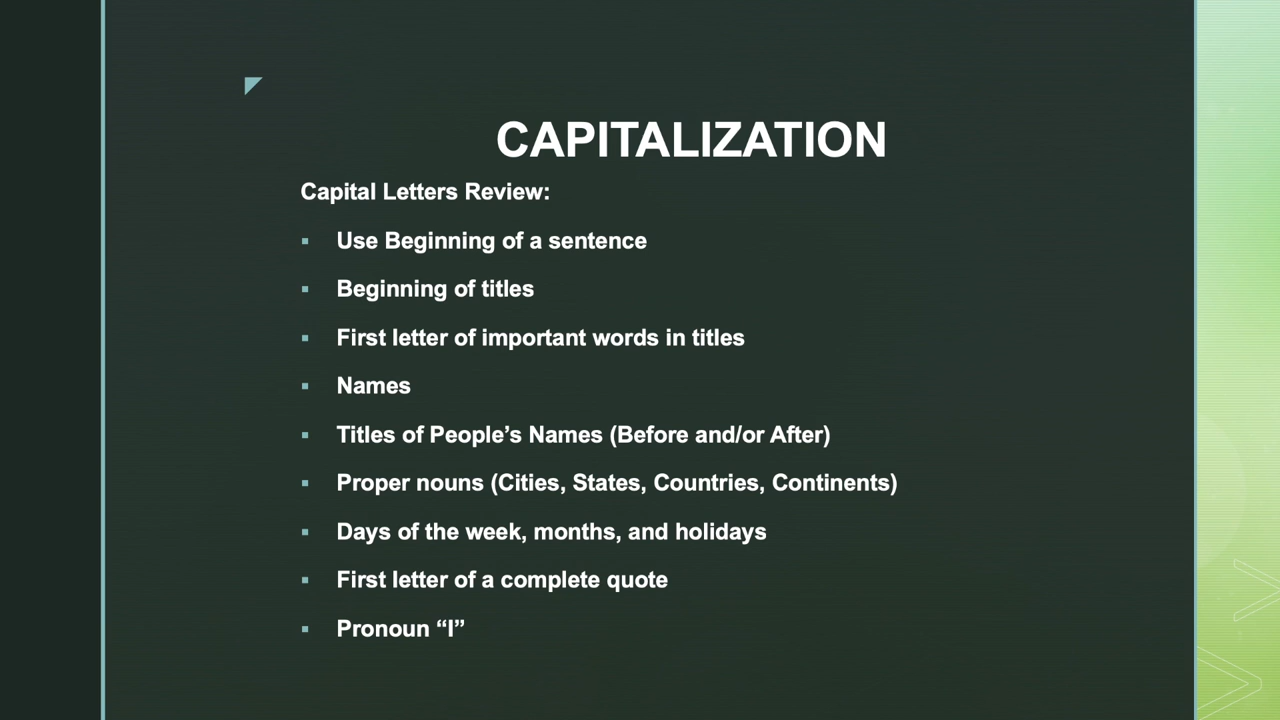 CAPITALIZATION
Capital Letters Review:
▪ Use Beginning of a sentence
▪ Beginning of titles
▪ First letter of important words in titles
▪ Names
▪ Titles of People’s Names (Before and/or After)
▪ Proper nouns (Cities, States, Countries, Continents)
▪ Days of the week, months, and holidays
▪ First letter of a complete quote
▪ Pronoun “I”